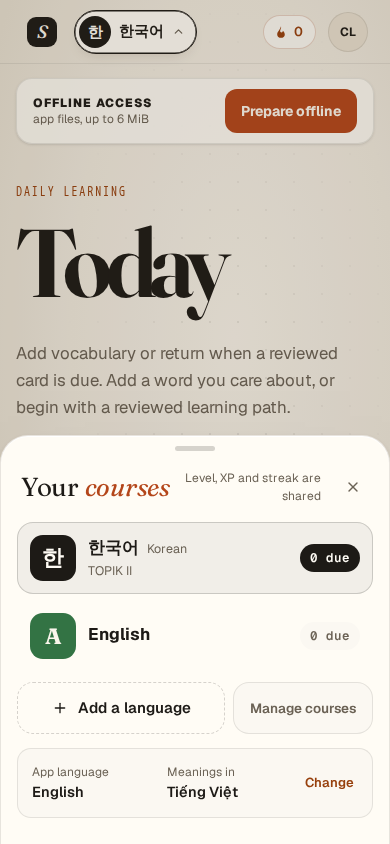 S
한 한국어
0
CL
OFFLINE ACCESS
app files, up to 6 MiB
Prepare offline
DAILY LEARNING
Today
Add vocabulary or return when a reviewed
card is due. Add a word you care about, or
begin with a reviewed learning path.
Your courses
Level, XP and streak are
shared
한
한국어 Korean
TOPIK II
0 due
A
English
0 due
+ Add a language
Manage courses
App language
English
Meanings in
Tiếng Việt
Change